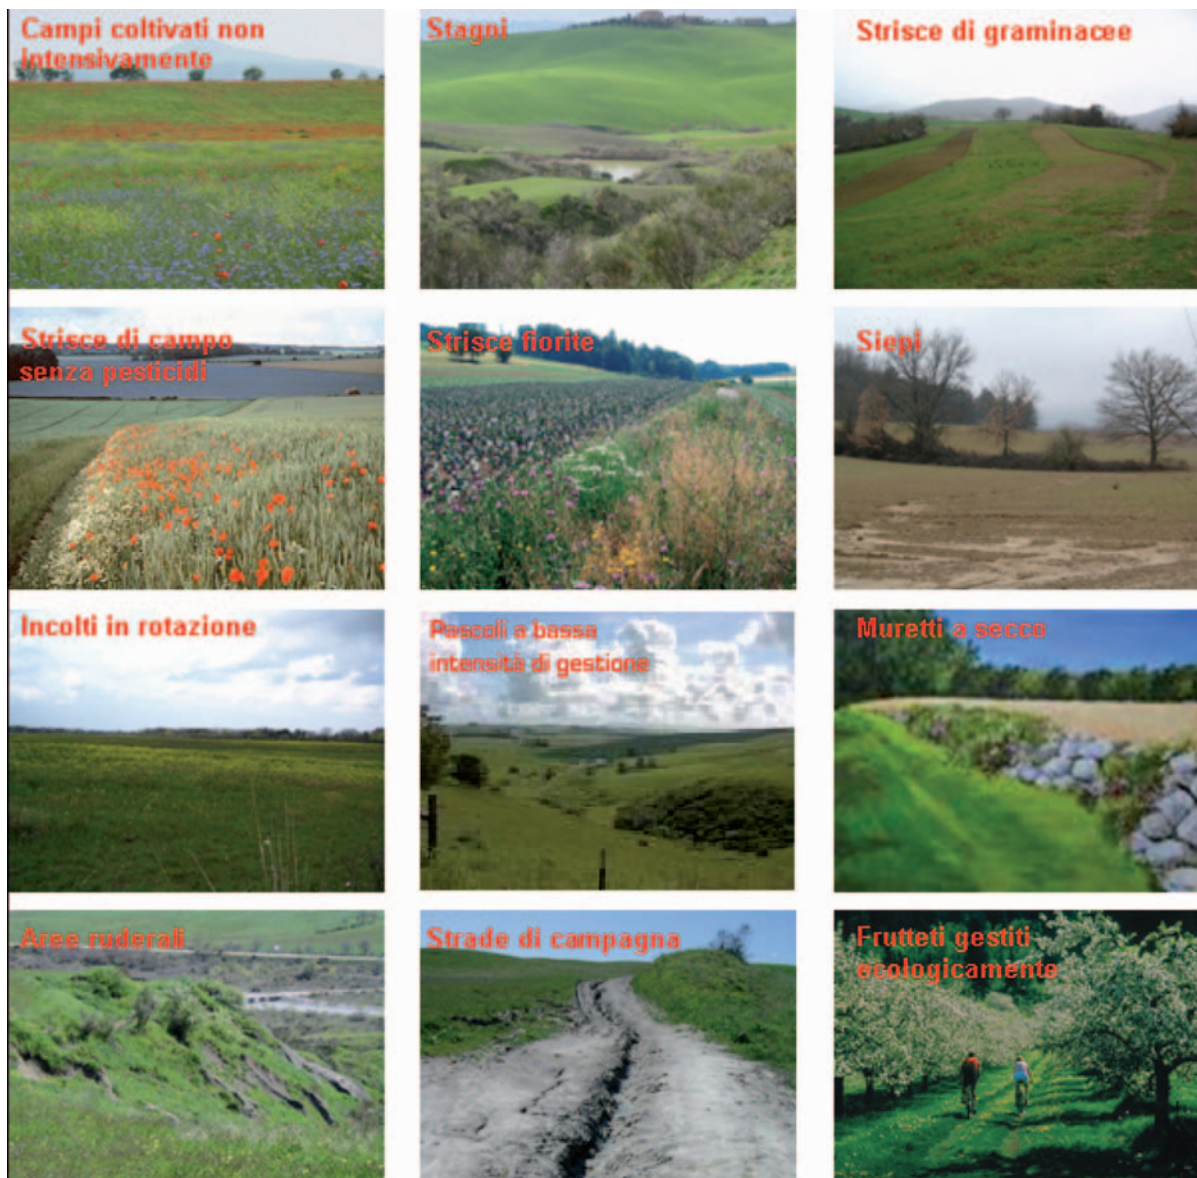 Campi coltivati non
intensivamente
Stagni
Strisce di graminacee
Strisce di campo
senza pesticidi
Strisce fiorite
Siepi
Incolti in rotazione
Pascoli a bassa
intensità di gestione
Muretti a secco
Aree ruderali
Strade di campagna
Frutteti gestiti
ecologicamente